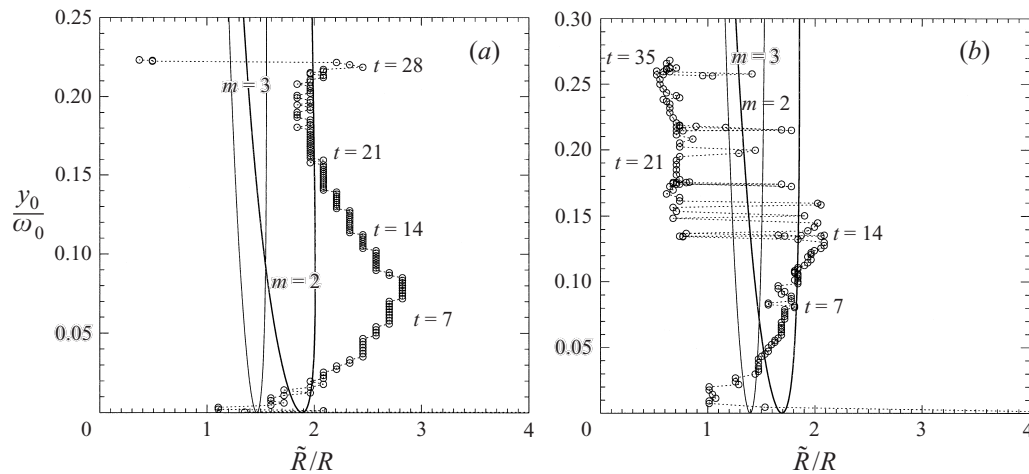 0.25
(a)
t = 28
m = 3
0.20
t = 21
0.15
y₀
ω₀
t = 14
0.10
m = 2
t = 7
0.05
0
1
2
3
4
R̃/R
0.30
(b)
t = 35
m = 3
0.25
m = 2
0.20
t = 21
0.15
t = 14
0.10
t = 7
0.05
0
1
2
3
4
R̃/R